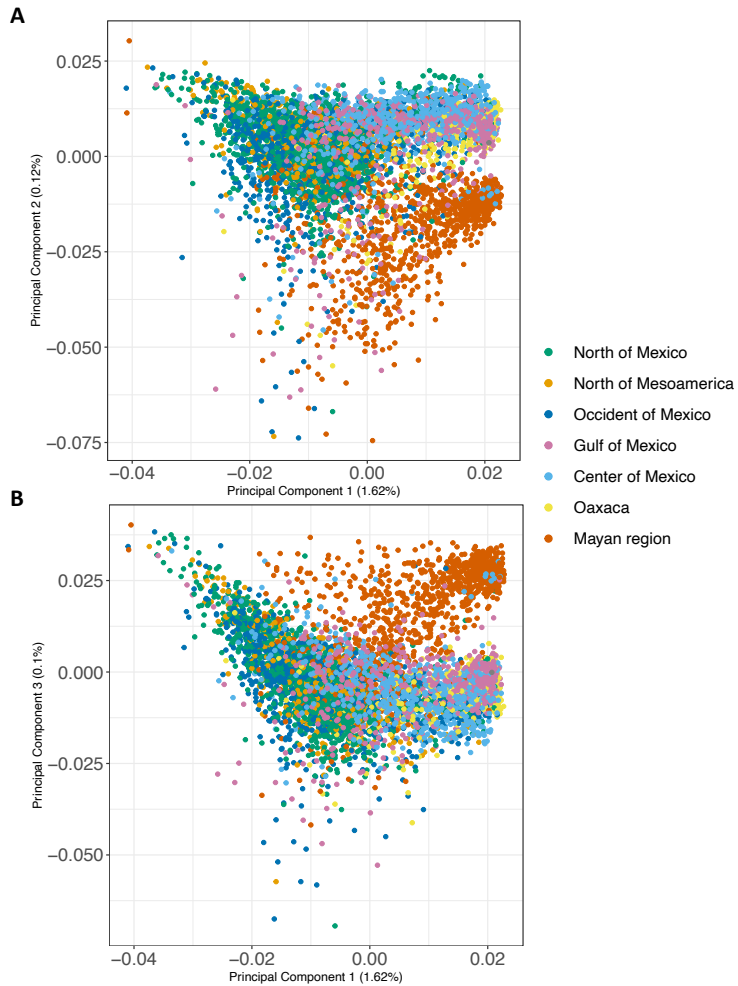 A
0.025
0.000
−0.025
−0.050
−0.075
Principal Component 2 (0.12%)
−0.04
−0.02
0.00
0.02
Principal Component 1 (1.62%)
North of Mexico
North of Mesoamerica
Occident of Mexico
Gulf of Mexico
Center of Mexico
Oaxaca
Mayan region
B
0.025
0.000
−0.025
−0.050
Principal Component 3 (0.1%)
−0.04
−0.02
0.00
0.02
Principal Component 1 (1.62%)